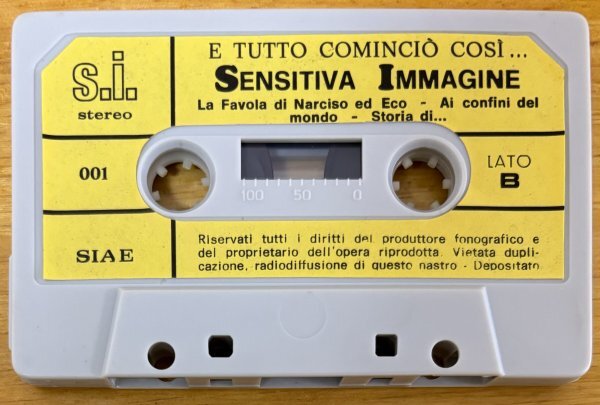 s.i.
stereo
E TUTTO COMINCIÒ COSÌ...
SENSITIVA IMMAGINE
La Favola di Narciso ed Eco - Ai confini del
mondo - Storia di...
001
100 50 0
LATO
B
SIAE
Riservati tutti i diritti del produttore fonografico e
del proprietario dell'opera riprodotta. Vietata dupli-
cazione, radiodiffusione di questo nastro - Depositato